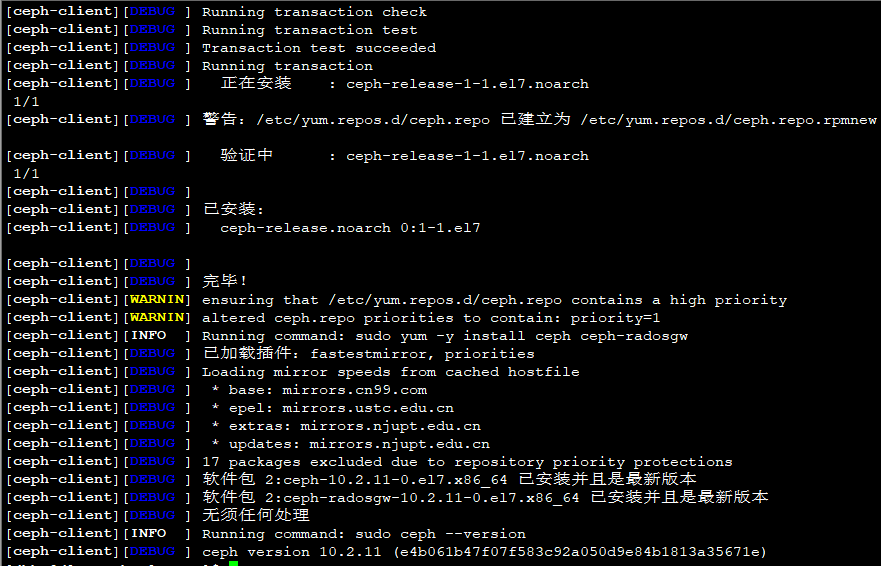 [ceph-client][DEBUG ] Running transaction check
[ceph-client][DEBUG ] Running transaction test
[ceph-client][DEBUG ] Transaction test succeeded
[ceph-client][DEBUG ] Running transaction
[ceph-client][DEBUG ]   正在安装    : ceph-release-1-1.el7.noarch
1/1
[ceph-client][DEBUG ] 警告：/etc/yum.repos.d/ceph.repo 已建立为 /etc/yum.repos.d/ceph.repo.rpmnew
[ceph-client][DEBUG ]   验证中      : ceph-release-1-1.el7.noarch
1/1
[ceph-client][DEBUG ]
[ceph-client][DEBUG ] 已安装:
[ceph-client][DEBUG ]   ceph-release.noarch 0:1-1.el7
[ceph-client][DEBUG ]
[ceph-client][DEBUG ] 完毕！
[ceph-client][WARNIN] ensuring that /etc/yum.repos.d/ceph.repo contains a high priority
[ceph-client][WARNIN] altered ceph.repo priorities to contain: priority=1
[ceph-client][INFO  ] Running command: sudo yum -y install ceph ceph-radosgw
[ceph-client][DEBUG ] 已加载插件：fastestmirror, priorities
[ceph-client][DEBUG ] Loading mirror speeds from cached hostfile
[ceph-client][DEBUG ]  * base: mirrors.cn99.com
[ceph-client][DEBUG ]  * epel: mirrors.ustc.edu.cn
[ceph-client][DEBUG ]  * extras: mirrors.njupt.edu.cn
[ceph-client][DEBUG ]  * updates: mirrors.njupt.edu.cn
[ceph-client][DEBUG ] 17 packages excluded due to repository priority protections
[ceph-client][DEBUG ] 软件包 2:ceph-10.2.11-0.el7.x86_64 已安装并且是最新版本
[ceph-client][DEBUG ] 软件包 2:ceph-radosgw-10.2.11-0.el7.x86_64 已安装并且是最新版本
[ceph-client][DEBUG ] 无须任何处理
[ceph-client][INFO  ] Running command: sudo ceph --version
[ceph-client][DEBUG ] ceph version 10.2.11 (e4b061b47f07f583c92a050d9e84b1813a35671e)